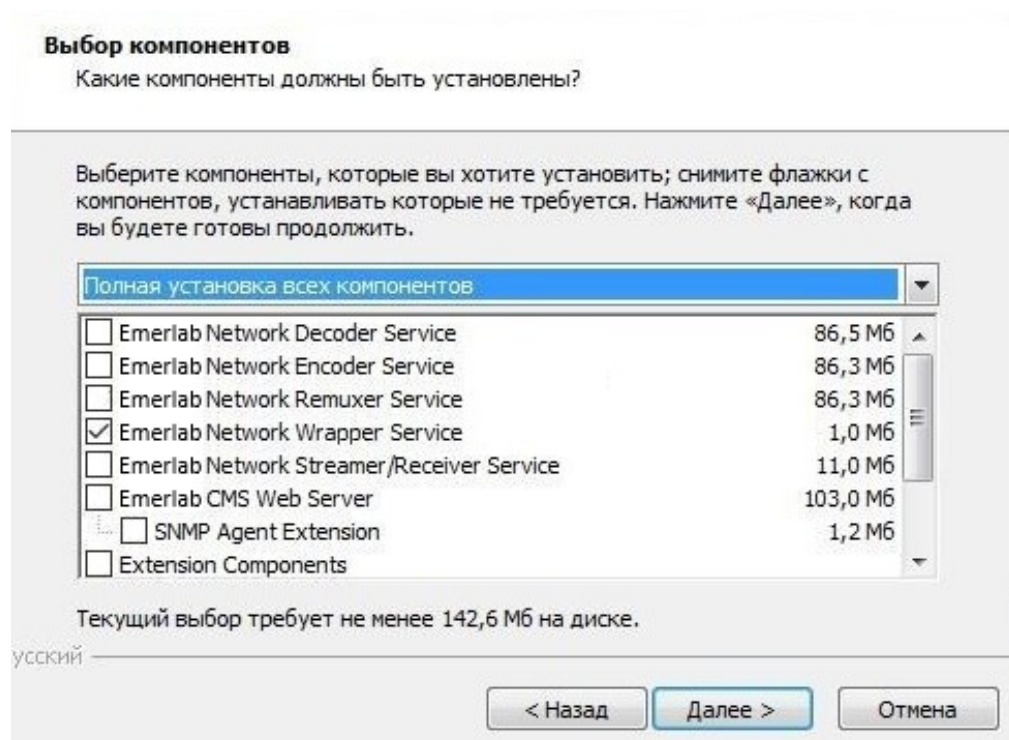 Выбор компонентов
Какие компоненты должны быть установлены?
Выберите компоненты, которые вы хотите установить; снимите флажки с
компонентов, устанавливать которые не требуется. Нажмите «Далее», когда
вы будете готовы продолжить.
Полная установка всех компонентов
Emerlab Network Decoder Service 86,5 Мб
Emerlab Network Encoder Service 86,3 Мб
Emerlab Network Remuxer Service 86,3 Мб
Emerlab Network Wrapper Service 1,0 Мб
Emerlab Network Streamer/Receiver Service 11,0 Мб
Emerlab CMS Web Server 103,0 Мб
SNMP Agent Extension 1,2 Мб
Extension Components
Текущий выбор требует не менее 142,6 Мб на диске.
усский
< Назад Далее > Отмена